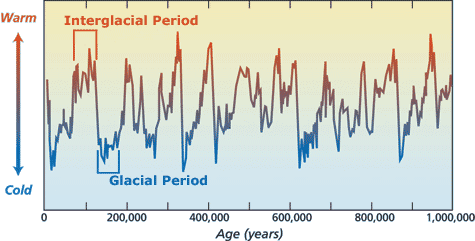 Warm
Interglacial Period
Glacial Period
Cold
0
200,000
400,000
600,000
800,000
1,000,000
Age (years)